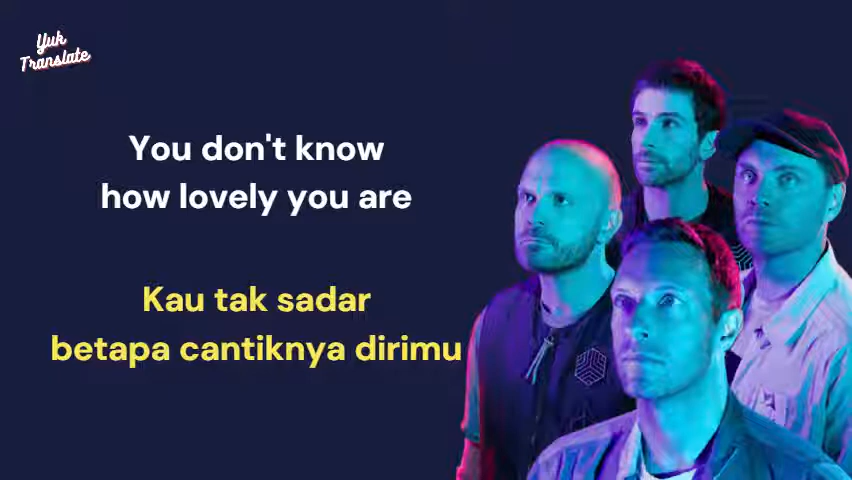 Yuk
Translate
You don't know
how lovely you are
Kau tak sadar
betapa cantiknya dirimu